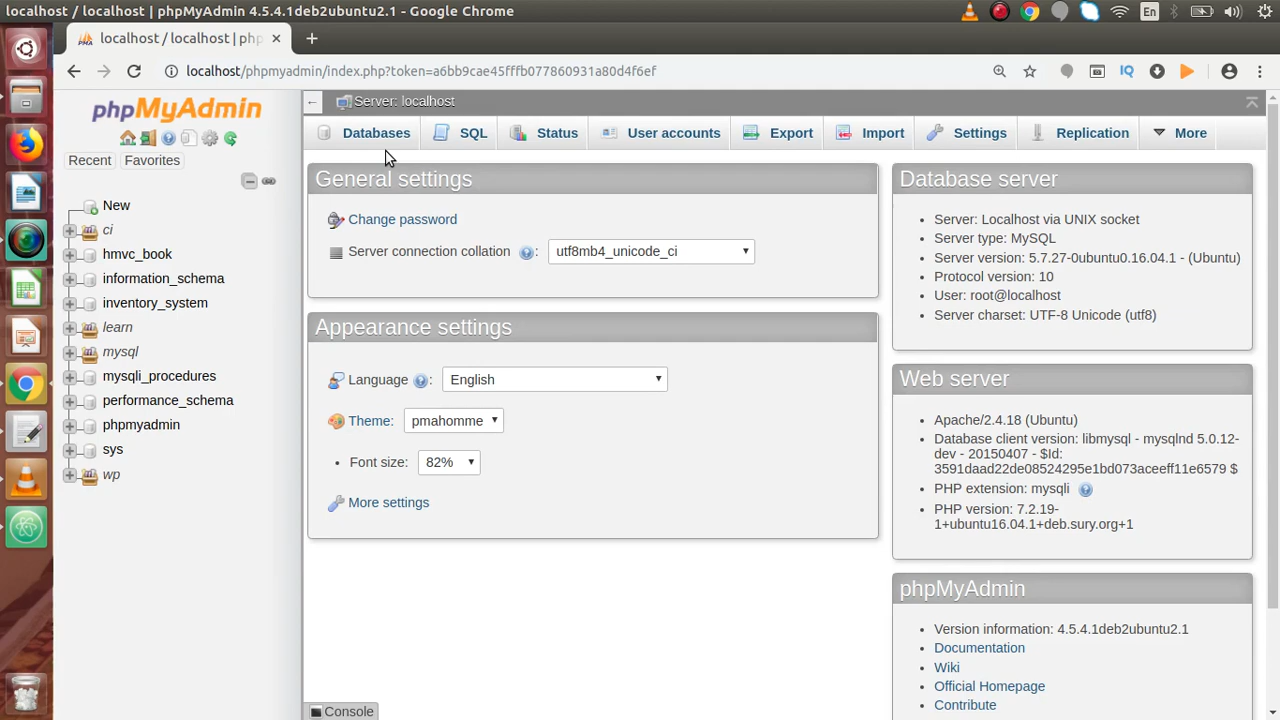 localhost / localhost | phpMyAdmin 4.5.4.1deb2ubuntu2.1 - Google Chrome
En
localhost / localhost | php
localhost/phpmyadmin/index.php?token=a6bb9cae45fffb077860931a80d4f6ef
IQ
phpMyAdmin
Recent
Favorites
New
ci
hmvc_book
information_schema
inventory_system
learn
mysql
mysqli_procedures
performance_schema
phpmyadmin
sys
wp
Server: localhost
Databases
SQL
Status
User accounts
Export
Import
Settings
Replication
More
General settings
Change password
Server connection collation :
utf8mb4_unicode_ci
Appearance settings
Language :
English
Theme:
pmahomme
• Font size:
82%
More settings
Console
Database server
• Server: Localhost via UNIX socket
• Server type: MySQL
• Server version: 5.7.27-0ubuntu0.16.04.1 - (Ubuntu)
• Protocol version: 10
• User: root@localhost
• Server charset: UTF-8 Unicode (utf8)
Web server
• Apache/2.4.18 (Ubuntu)
• Database client version: libmysql - mysqlnd 5.0.12-
dev - 20150407 - $Id:
3591daad22de08524295e1bd073aceeff11e6579 $
• PHP extension: mysqli
• PHP version: 7.2.19-
1+ubuntu16.04.1+deb.sury.org+1
phpMyAdmin
• Version information: 4.5.4.1deb2ubuntu2.1
• Documentation
• Wiki
• Official Homepage
• Contribute